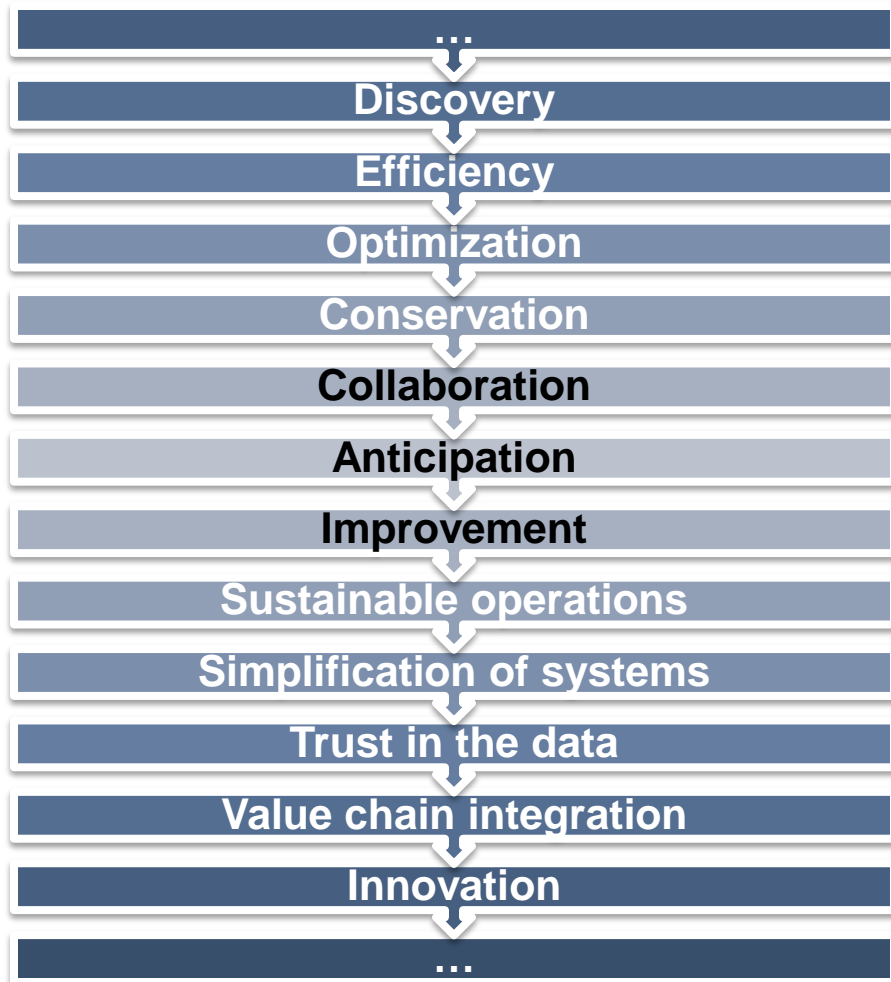 ...
Discovery
Efficiency
Optimization
Conservation
Collaboration
Anticipation
Improvement
Sustainable operations
Simplification of systems
Trust in the data
Value chain integration
Innovation
...